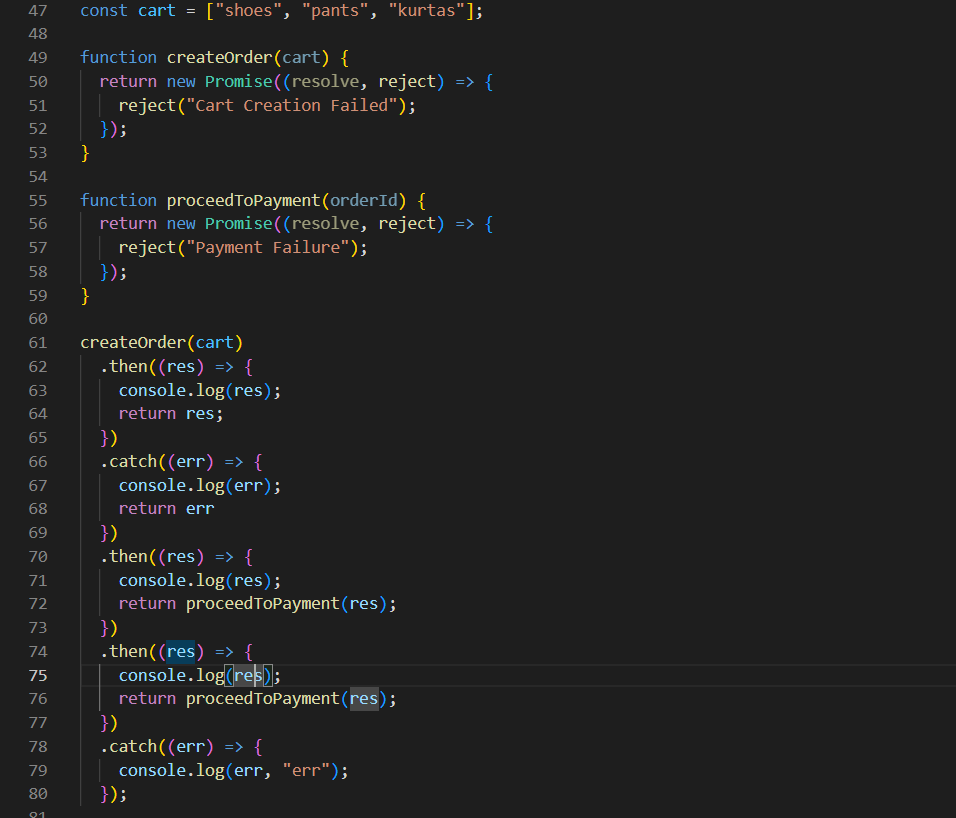 47 const cart = ["shoes", "pants", "kurtas"];
48
49 function createOrder(cart) {
50   return new Promise((resolve, reject) => {
51     reject("Cart Creation Failed");
52   });
53 }
54
55 function proceedToPayment(orderId) {
56   return new Promise((resolve, reject) => {
57     reject("Payment Failure");
58   });
59 }
60
61 createOrder(cart)
62   .then((res) => {
63     console.log(res);
64     return res;
65   })
66   .catch((err) => {
67     console.log(err);
68     return err
69   })
70   .then((res) => {
71     console.log(res);
72     return proceedToPayment(res);
73   })
74   .then((res) => {
75     console.log(res);
76     return proceedToPayment(res);
77   })
78   .catch((err) => {
79     console.log(err, "err");
80   });
81